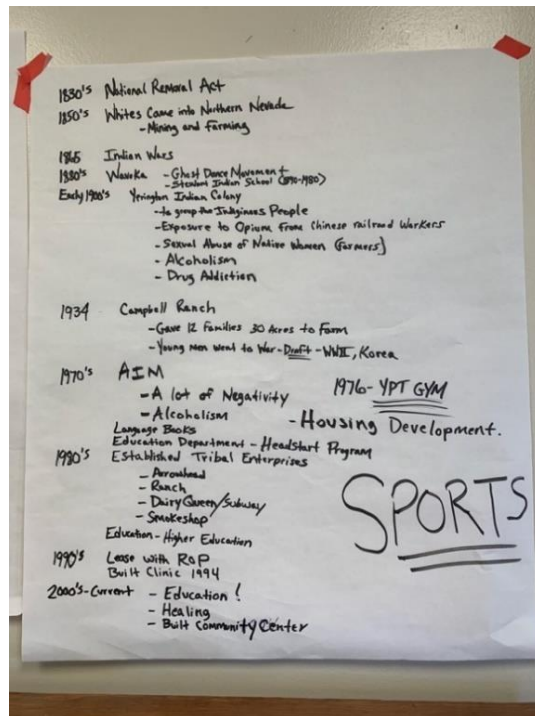 1830's National Removal Act
1850's Whites Came into Northern Nevada
- Mining and Farming
1865 Indian Wars
1880's Wavoka - Ghost Dance Movement
- Stewart Indian School (1890-1980)
Early 1900's Yerington Indian Colony
- to group the Indiginous People
- Exposure to Opium From Chinese railroad Workers
- Sexual Abuse of Native Women (farmers)
- Alcoholism
- Drug Addiction
1934 Campbell Ranch
- Gave 12 families 30 Acres to Farm
- Young men went to War - Draft - WWII, Korea
1970's AIM
- A lot of Negativity
- Alcoholism
1976- YPT GYM
- Housing Development.
Language Books
Education Department - Headstart Program
1980's Established Tribal Enterprises
- Arrowhead
- Ranch
- Dairy Queen/Subway
- Smokeshop
Education - Higher Education
SPORTS
1990's Lease with RoP
Built Clinic 1994
2000's-Current - Education!
- Healing
- Built Community Center